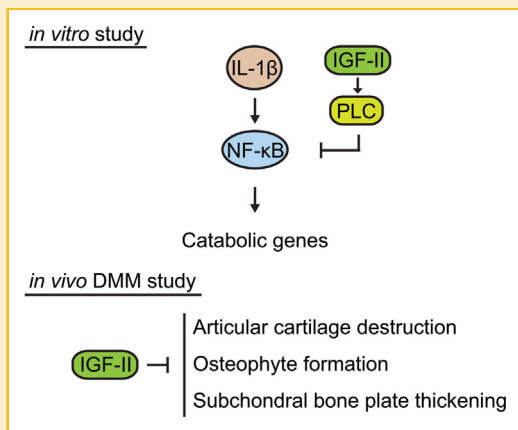 in vitro study
IL-1β
IGF-II
PLC
NF-κB
Catabolic genes
in vivo DMM study
IGF-II
Articular cartilage destruction
Osteophyte formation
Subchondral bone plate thickening